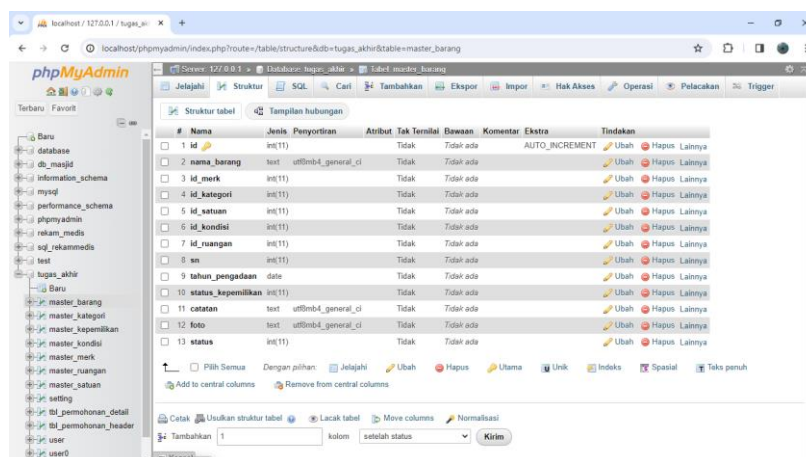 localhost / 127.0.0.1 / tugas_ak
localhost/phpmyadmin/index.php?route=/table/structure&db=tugas_akhir&table=master_barang
phpMyAdmin
Terbaru Favorit
Baru
database
db_masjid
information_schema
mysql
performance_schema
phpmyadmin
rekam_medis
sql_rekammedis
test
tugas_akhir
Baru
master_barang
master_kategori
master_kepemilikan
master_kondisi
master_merk
master_ruangan
master_satuan
setting
tbl_permohonan_detail
tbl_permohonan_header
user
user0
Server: 127.0.0.1 » Database: tugas_akhir » Tabel: master_barang
Jelajahi Struktur SQL Cari Tambahkan Ekspor Impor Hak Akses Operasi Pelacakan Trigger
Struktur tabel Tampilan hubungan
# Nama Jenis Penyortiran Atribut Tak Ternilai Bawaan Komentar Ekstra Tindakan
1 id int(11) Tidak Tidak ada AUTO_INCREMENT Ubah Hapus Lainnya
2 nama_barang text utf8mb4_general_ci Tidak Tidak ada Ubah Hapus Lainnya
3 id_merk int(11) Tidak Tidak ada Ubah Hapus Lainnya
4 id_kategori int(11) Tidak Tidak ada Ubah Hapus Lainnya
5 id_satuan int(11) Tidak Tidak ada Ubah Hapus Lainnya
6 id_kondisi int(11) Tidak Tidak ada Ubah Hapus Lainnya
7 id_ruangan int(11) Tidak Tidak ada Ubah Hapus Lainnya
8 sn int(11) Tidak Tidak ada Ubah Hapus Lainnya
9 tahun_pengadaan date Tidak Tidak ada Ubah Hapus Lainnya
10 status_kepemilikan int(11) Tidak Tidak ada Ubah Hapus Lainnya
11 catatan text utf8mb4_general_ci Tidak Tidak ada Ubah Hapus Lainnya
12 foto text utf8mb4_general_ci Tidak Tidak ada Ubah Hapus Lainnya
13 status int(11) Tidak Tidak ada Ubah Hapus Lainnya
Pilih Semua Dengan pilihan: Jelajahi Ubah Hapus Utama Unik Indeks Spasial Teks penuh
Add to central columns Remove from central columns
Cetak Usulkan struktur tabel Lacak tabel Move columns Normalisasi
Tambahkan 1 kolom setelah status Kirim